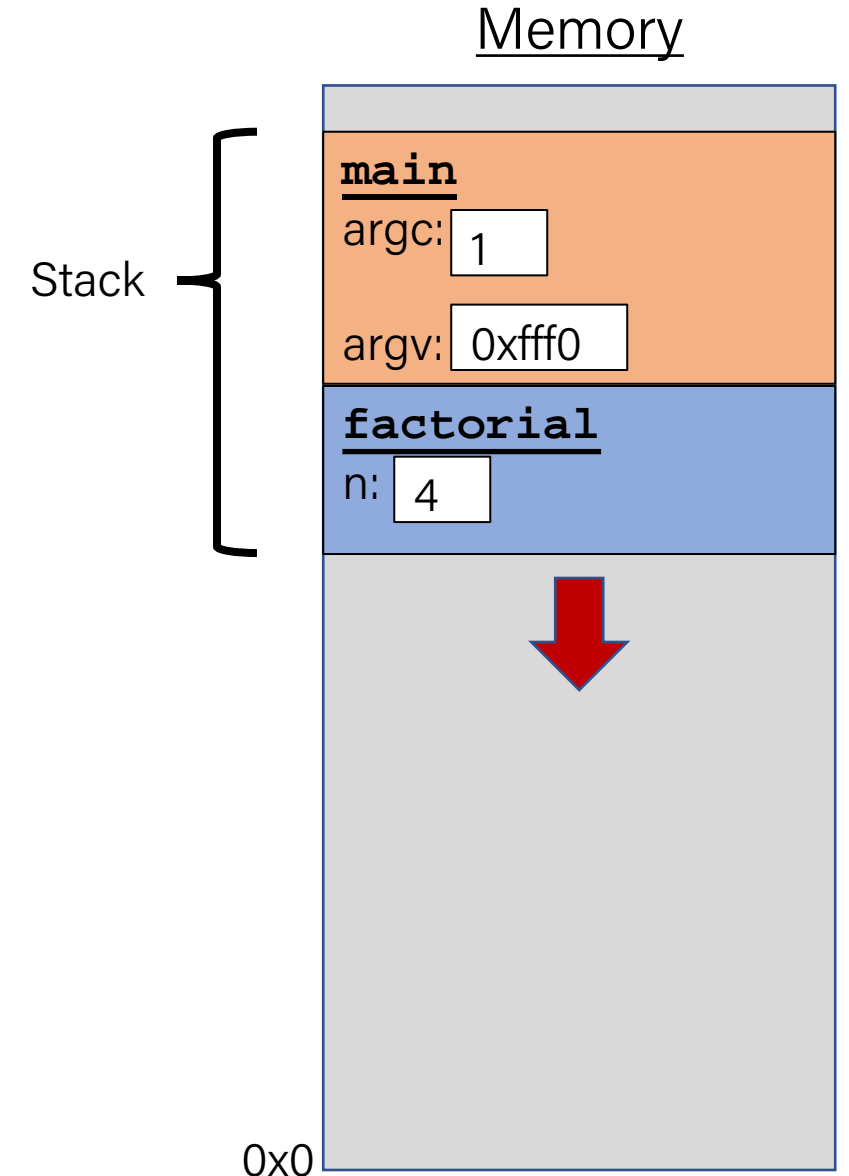 Memory
main
argc: 1
Stack
argv: 0xfff0
factorial
n: 4
0x0